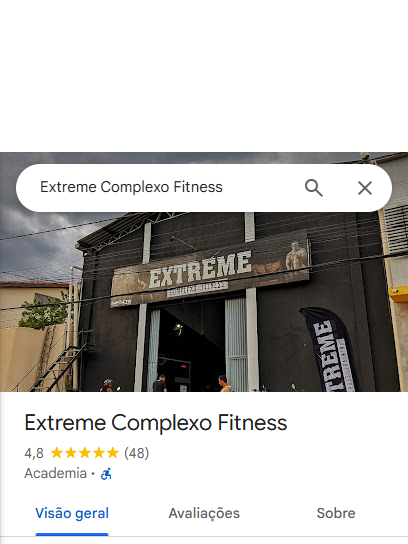 Extreme Complexo Fitness
EXTREME
COMPLEXO FITNESS
EXTREME
Extreme Complexo Fitness
4,8 ★★★★★ (48)
Academia ·
Visão geral
Avaliações
Sobre